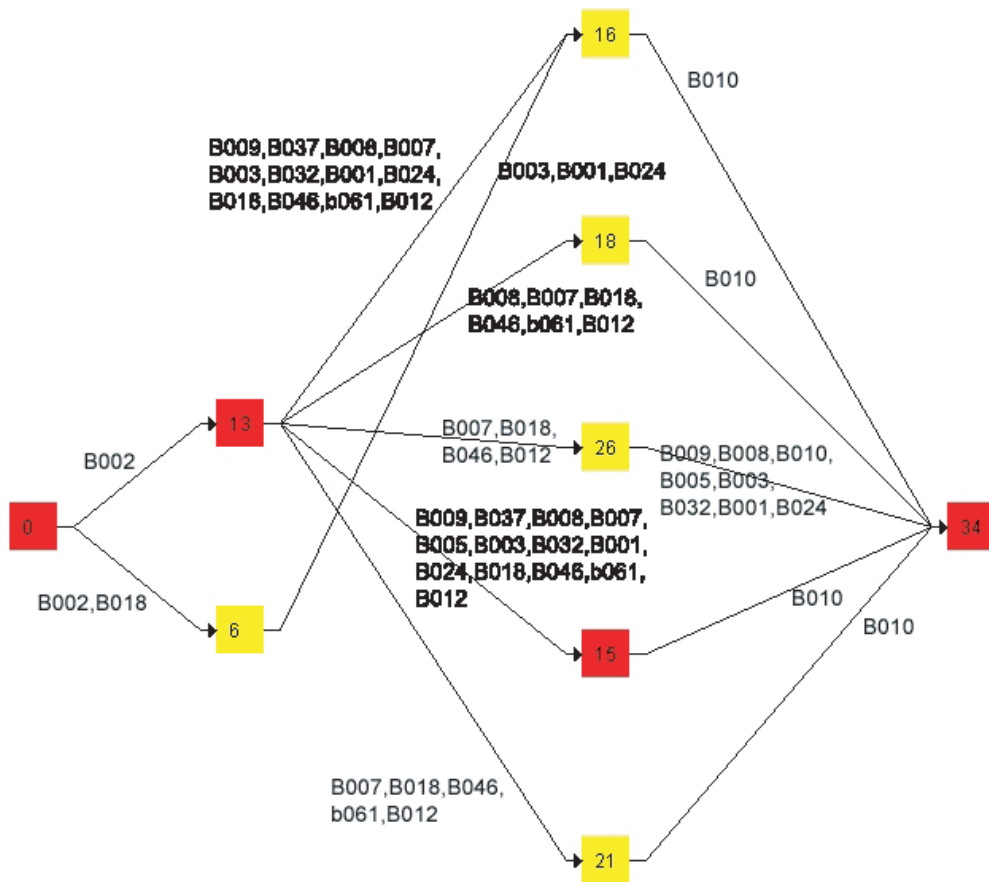 16
B010
B009,B037,B008,B007,
B003,B032,B001,B024,
B018,B046,b061,B012
B003,B001,B024
18
B010
B008,B007,B018,
B046,b061,B012
13
B007,B018,
B046,B012
26
B009,B008,B010,
B005,B003,
B032,B001,B024
B002
0
B009,B037,B008,B007,
B005,B003,B032,B001,
B024,B018,B046,b061,
B012
34
B002,B018
6
B010
B010
15
B007,B018,B046,
b061,B012
21